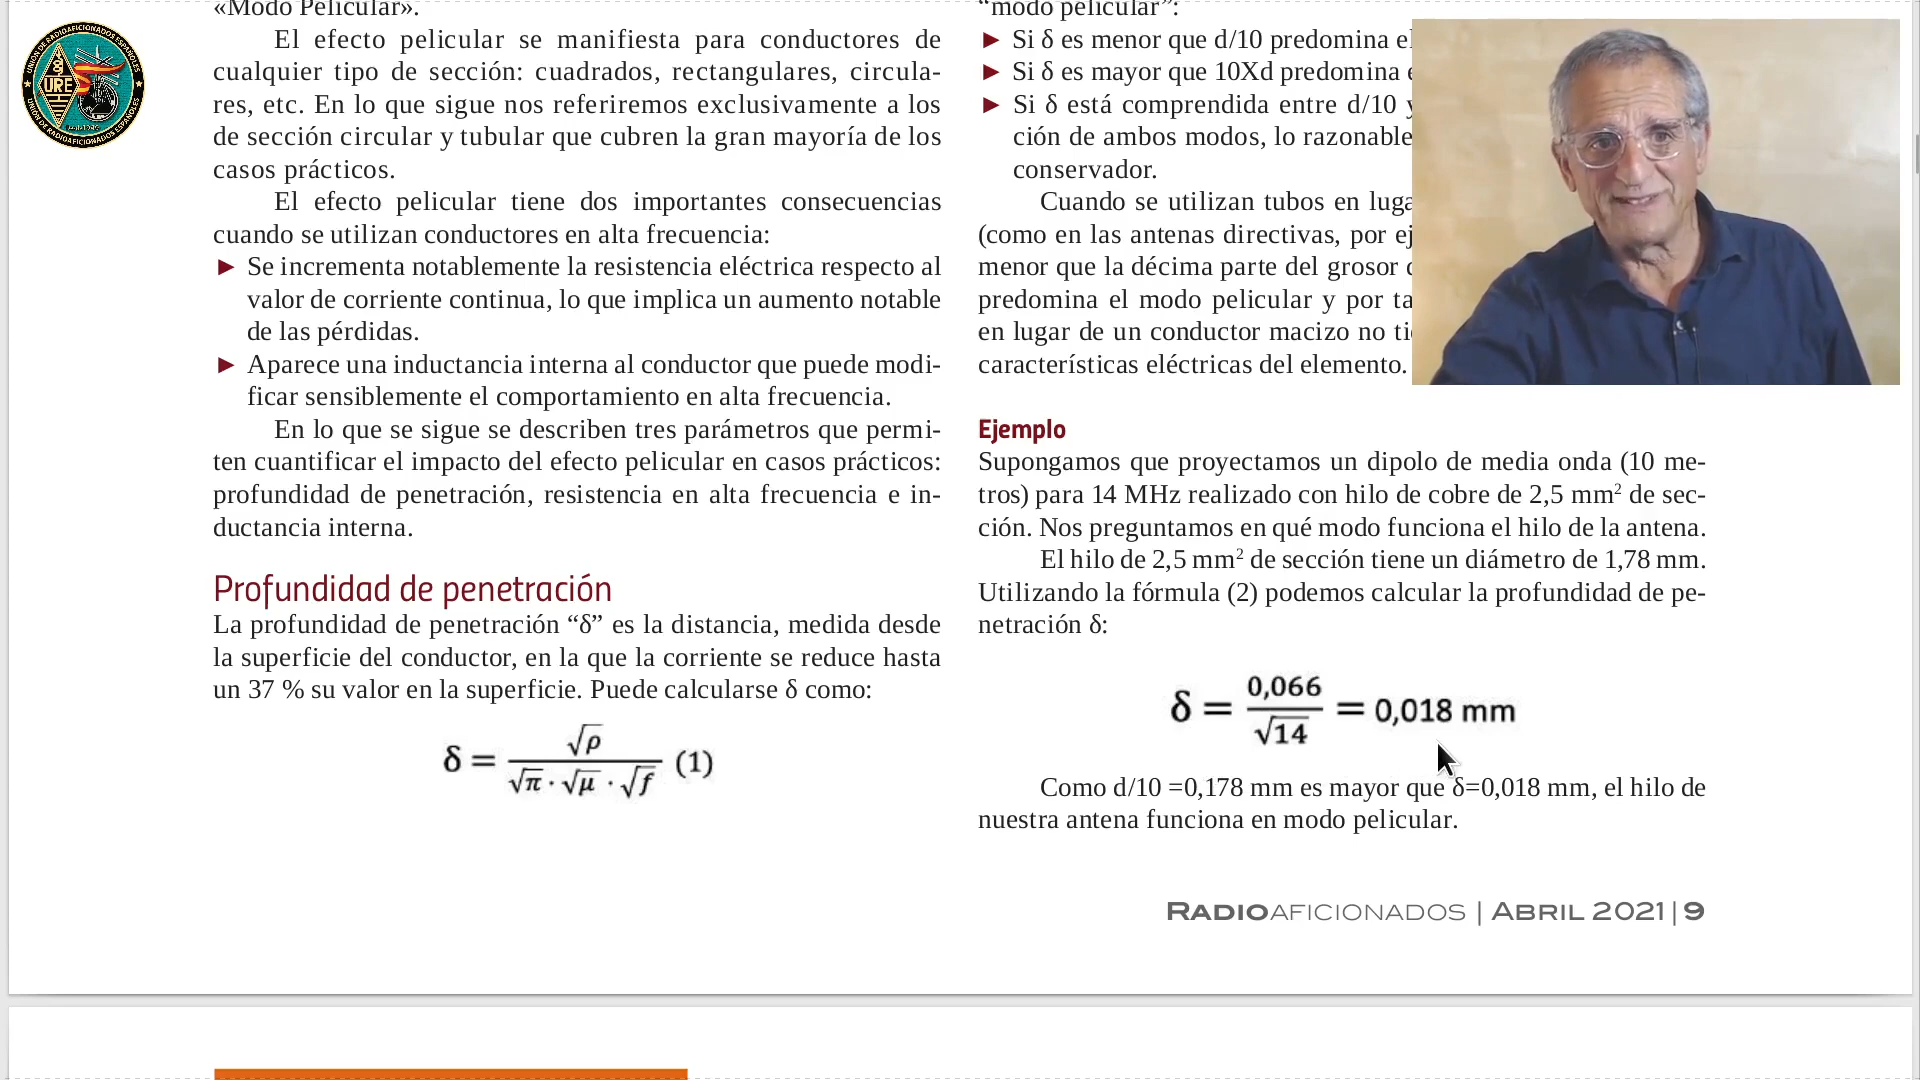 «Modo Pelicular».
El efecto pelicular se manifiesta para conductores de
cualquier tipo de sección: cuadrados, rectangulares, circula-
res, etc. En lo que sigue nos referiremos exclusivamente a los
de sección circular y tubular que cubren la gran mayoría de los
casos prácticos.
El efecto pelicular tiene dos importantes consecuencias
cuando se utilizan conductores en alta frecuencia:
► Se incrementa notablemente la resistencia eléctrica respecto al
valor de corriente continua, lo que implica un aumento notable
de las pérdidas.
► Aparece una inductancia interna al conductor que puede modi-
ficar sensiblemente el comportamiento en alta frecuencia.
En lo que se sigue se describen tres parámetros que permi-
ten cuantificar el impacto del efecto pelicular en casos prácticos:
profundidad de penetración, resistencia en alta frecuencia e in-
ductancia interna.
Profundidad de penetración
La profundidad de penetración “δ” es la distancia, medida desde
la superficie del conductor, en la que la corriente se reduce hasta
un 37 % su valor en la superficie. Puede calcularse δ como:
δ = √ρ / √π · √μ · √f (1)
“modo pelicular”:
► Si δ es menor que d/10 predomina el
► Si δ es mayor que 10Xd predomina
► Si δ está comprendida entre d/10 y
ción de ambos modos, lo razonable
conservador.
Cuando se utilizan tubos en luga
(como en las antenas directivas, por ej
menor que la décima parte del grosor
predomina el modo pelicular y por ta
en lugar de un conductor macizo no ti
características eléctricas del elemento.
Ejemplo
Supongamos que proyectamos un dipolo de media onda (10 me-
tros) para 14 MHz realizado con hilo de cobre de 2,5 mm² de sec-
ción. Nos preguntamos en qué modo funciona el hilo de la antena.
El hilo de 2,5 mm² de sección tiene un diámetro de 1,78 mm.
Utilizando la fórmula (2) podemos calcular la profundidad de pe-
netración δ:
δ = 0,066 / √14 = 0,018 mm
Como d/10 =0,178 mm es mayor que δ=0,018 mm, el hilo de
nuestra antena funciona en modo pelicular.
RADIOAFICIONADOS | ABRIL 2021 | 9
UNIÓN DE RADIOAFICIONADOS ESPAÑOLES
URE
UNIÓN DE RADIOAFICIONADOS ESPAÑOLES